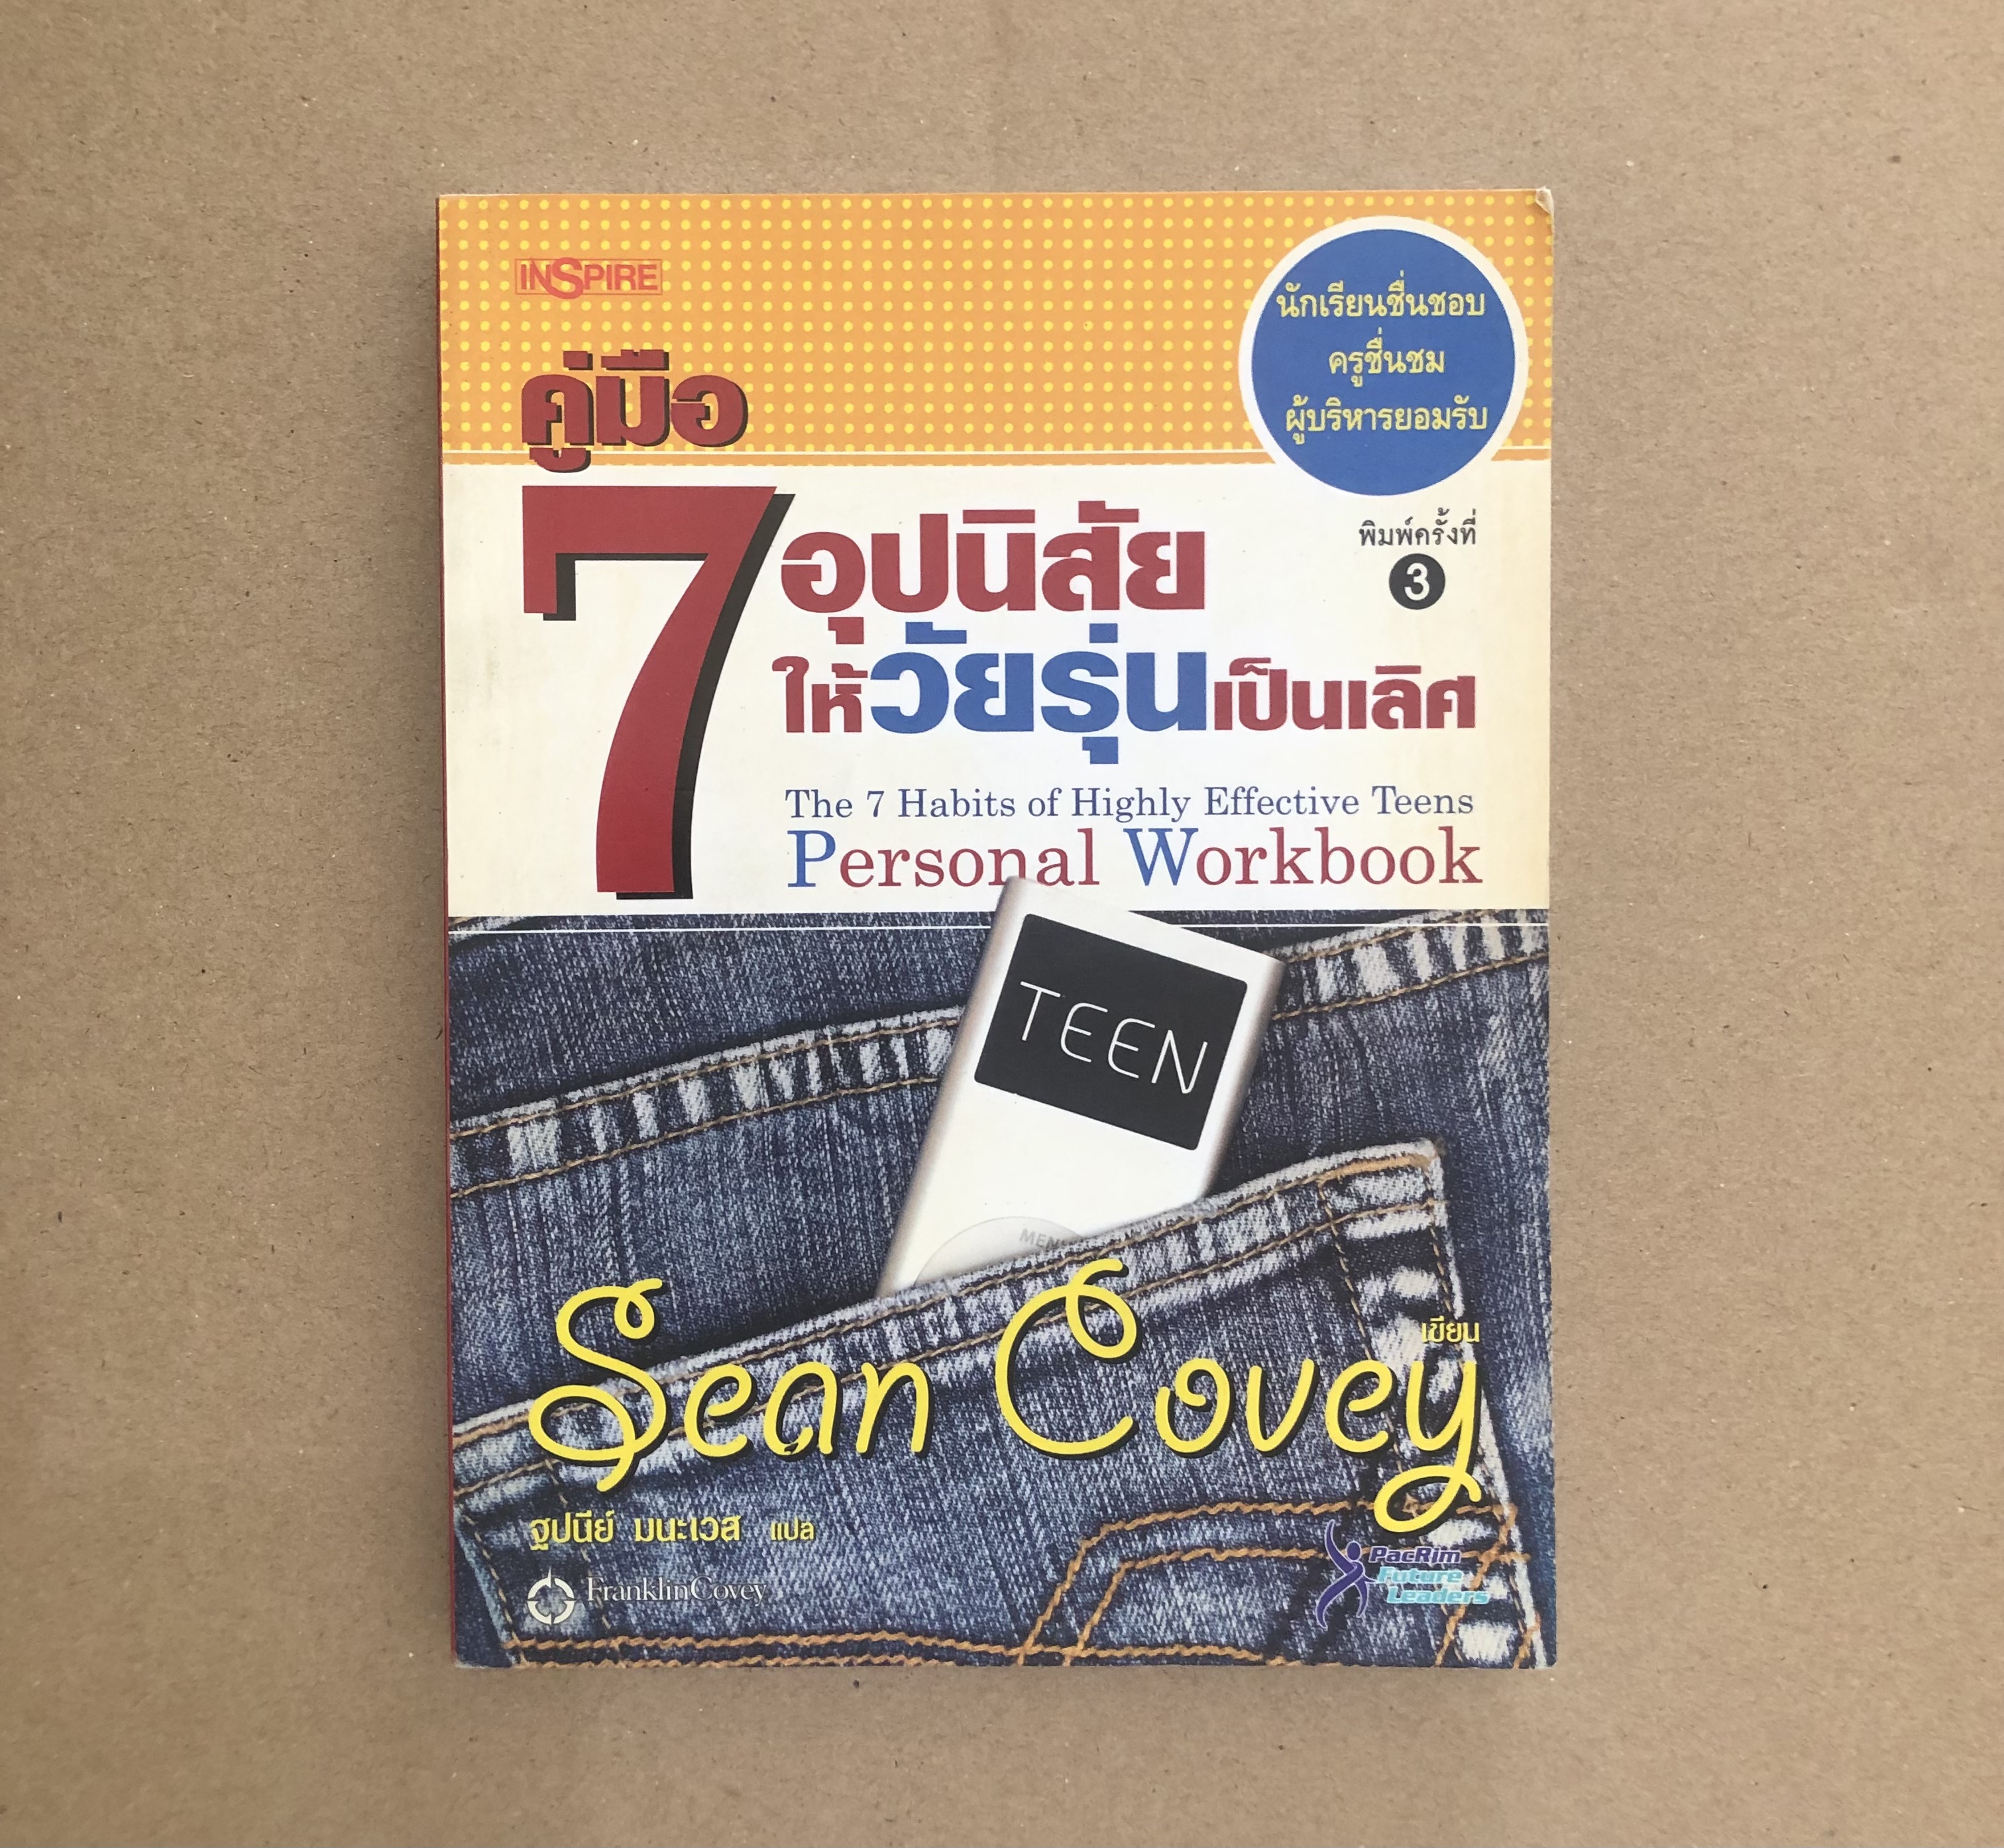 INSPIRE
นักเรียนชื่นชอบ
ครูชื่นชม
ผู้บริหารยอมรับ
คู่มือ
7 อุปนิสัย
ให้วัยรุ่นเป็นเลิศ
พิมพ์ครั้งที่
3
The 7 Habits of Highly Effective Teens
Personal Workbook
TEEN
เขียน
Sean Covey
ฐปนีย์ มนะเวส แปล
FranklinCovey
PacRim
Future
Leaders